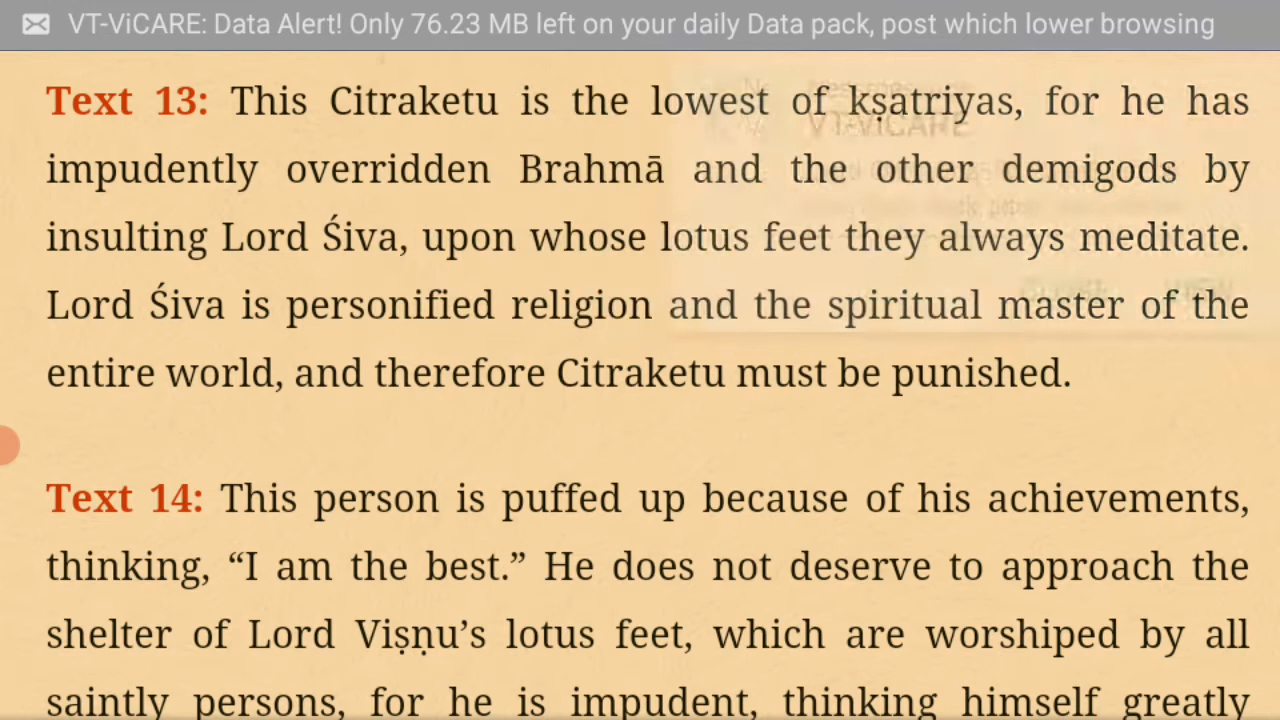 VT-ViCARE: Data Alert! Only 76.23 MB left on your daily Data pack, post which lower browsing
VT-ViCARE
Text 13: This Citraketu is the lowest of kṣatriyas, for he has
impudently overridden Brahmā and the other demigods by
insulting Lord Śiva, upon whose lotus feet they always meditate.
Lord Śiva is personified religion and the spiritual master of the
entire world, and therefore Citraketu must be punished.
Text 14: This person is puffed up because of his achievements,
thinking, “I am the best.” He does not deserve to approach the
shelter of Lord Viṣṇu’s lotus feet, which are worshiped by all
saintly persons, for he is impudent, thinking himself greatly